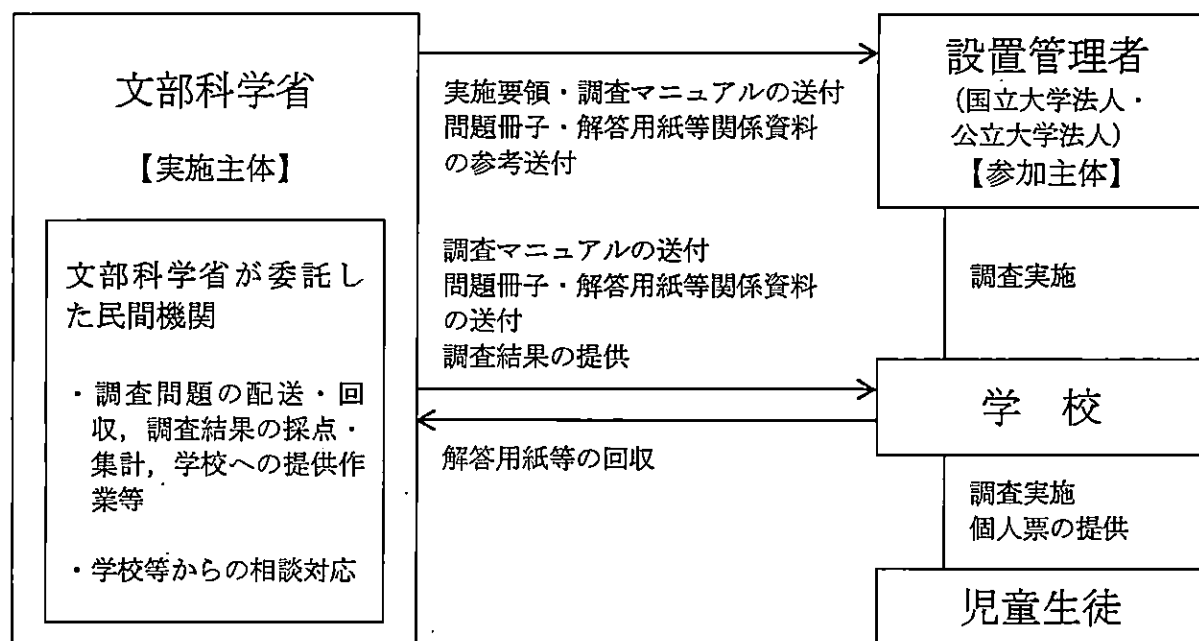 文部科学省
【実施主体】
文部科学省が委託し
た民間機関
・調査問題の配送・回
収，調査結果の採点・
集計，学校への提供作
業等
・学校等からの相談対応
実施要領・調査マニュアルの送付
問題冊子・解答用紙等関係資料
の参考送付
調査マニュアルの送付
問題冊子・解答用紙等関係資料
の送付
調査結果の提供
解答用紙等の回収
設置管理者
(国立大学法人・
公立大学法人)
【参加主体】
調査実施
学　校
調査実施
個人票の提供
児童生徒